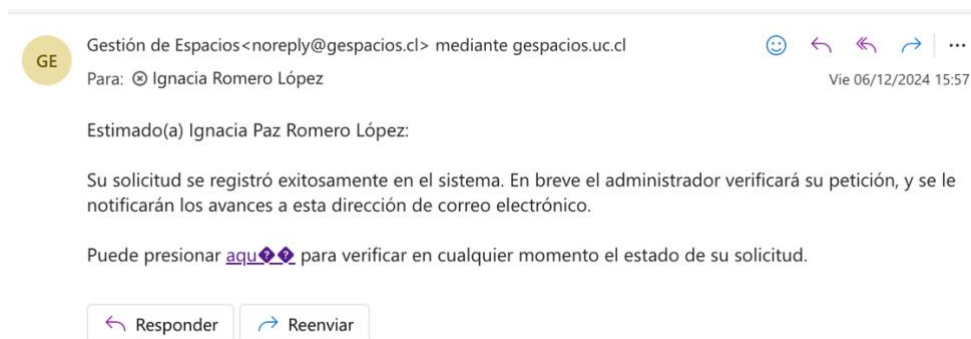 GE
Gestión de Espacios<noreply@gespacios.cl> mediante gespacios.uc.cl
Para: Ignacia Romero López
Vie 06/12/2024 15:57
Estimado(a) Ignacia Paz Romero López:
Su solicitud se registró exitosamente en el sistema. En breve el administrador verificará su petición, y se le
notificarán los avances a esta dirección de correo electrónico.
Puede presionar aqu�� para verificar en cualquier momento el estado de su solicitud.
Responder
Reenviar